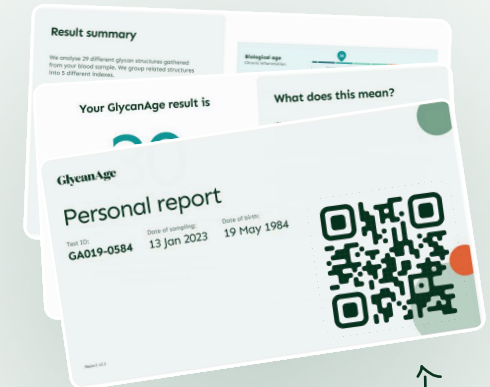 Result summary
We analyse 29 different glycan structures gathered
from your blood sample. We group related structures
into 5 different indexes.
Biological age
Your GlycanAge result is
What does this mean?
GlycanAge
Personal report
Test ID:
GA019-0584
Date of sampling:
13 Jan 2023
Date of birth:
19 May 1984